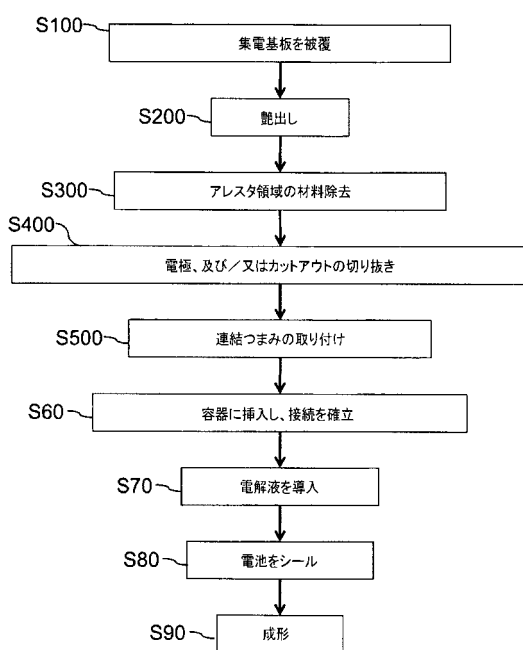 S100
集電基板を被覆
S200
艶出し
S300
アレスタ領域の材料除去
S400
電極、及び/又はカットアウトの切り抜き
S500
連結つまみの取り付け
S60
容器に挿入し、接続を確立
S70
電解液を導入
S80
電池をシール
S90
成形